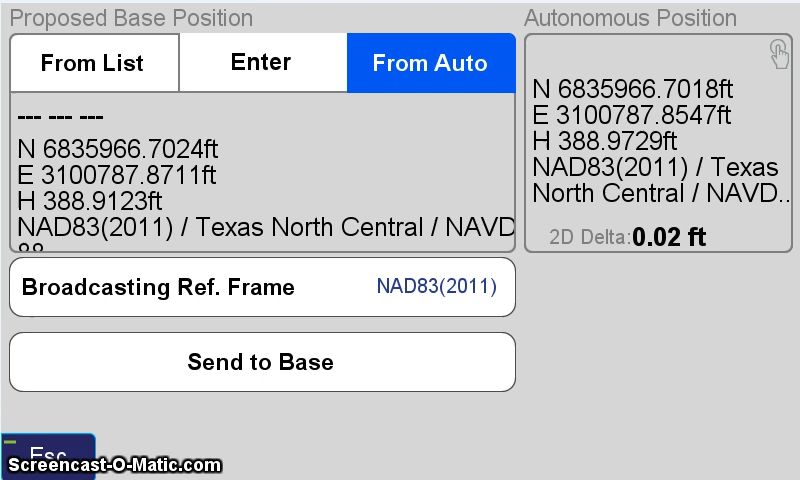 Proposed Base Position
From List
Enter
From Auto
--- --- ---
N 6835966.7024ft
E 3100787.8711ft
H 388.9123ft
NAD83(2011) / Texas North Central / NAVD
88
Autonomous Position
N 6835966.7018ft
E 3100787.8547ft
H 388.9729ft
NAD83(2011) / Texas
North Central / NAVD..
2D Delta:0.02 ft
Broadcasting Ref. Frame NAD83(2011)
Send to Base
Esc
Screencast-O-Matic.com